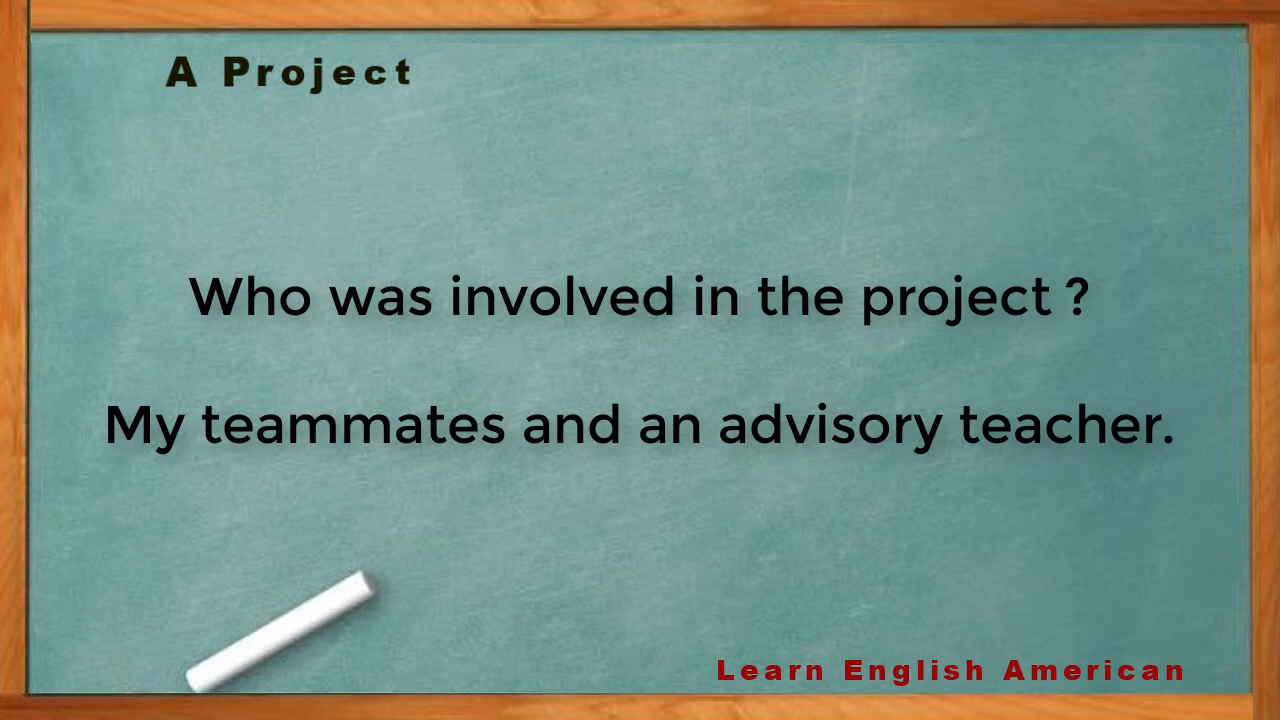 A Project
Who was involved in the project ?
My teammates and an advisory teacher.
Learn English American